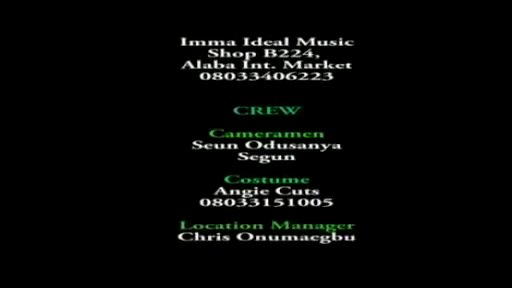 Imma Ideal Music
Shop B224,
Alaba Int. Market
08033406223
CREW
Cameramen
Seun Odusanya
Segun
Costume
Angie Cuts
08033151005
Location Manager
Chris Onumaegbu